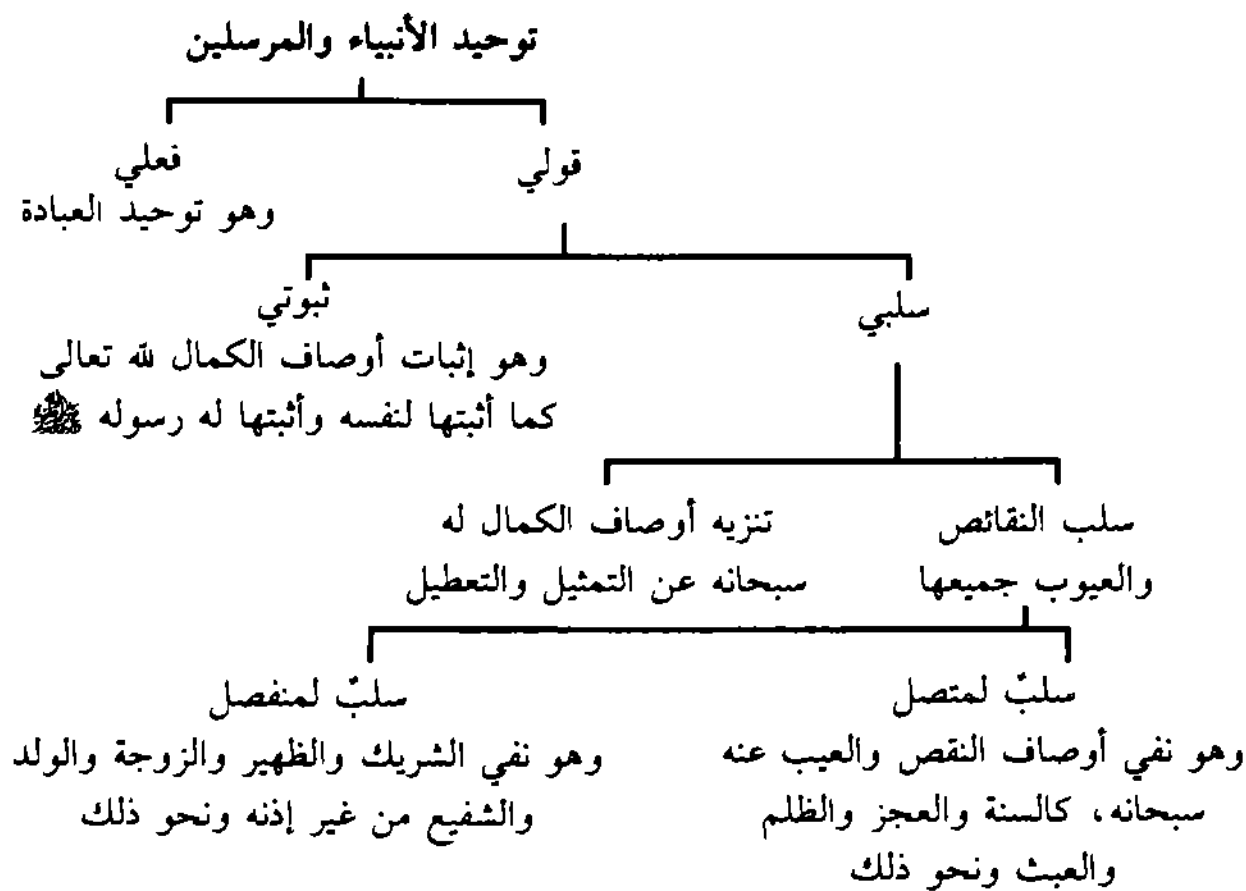 توحيد الأنبياء والمرسلين
قولي
فعلي
وهو توحيد العبادة
سلبي
ثبوتي
وهو إثبات أوصاف الكمال لله تعالى
كما أثبتها لنفسه وأثبتها له رسوله ﷺ
سلب النقائص
والعيوب جميعها
تنزيه أوصاف الكمال له
سبحانه عن التمثيل والتعطيل
سلبٌ لمتصل
وهو نفي أوصاف النقص والعيب عنه
سبحانه، كالسنة والعجز والظلم
والعبث ونحو ذلك
سلبٌ لمنفصل
وهو نفي الشريك والظهير والزوجة والولد
والشفيع من غير إذنه ونحو ذلك